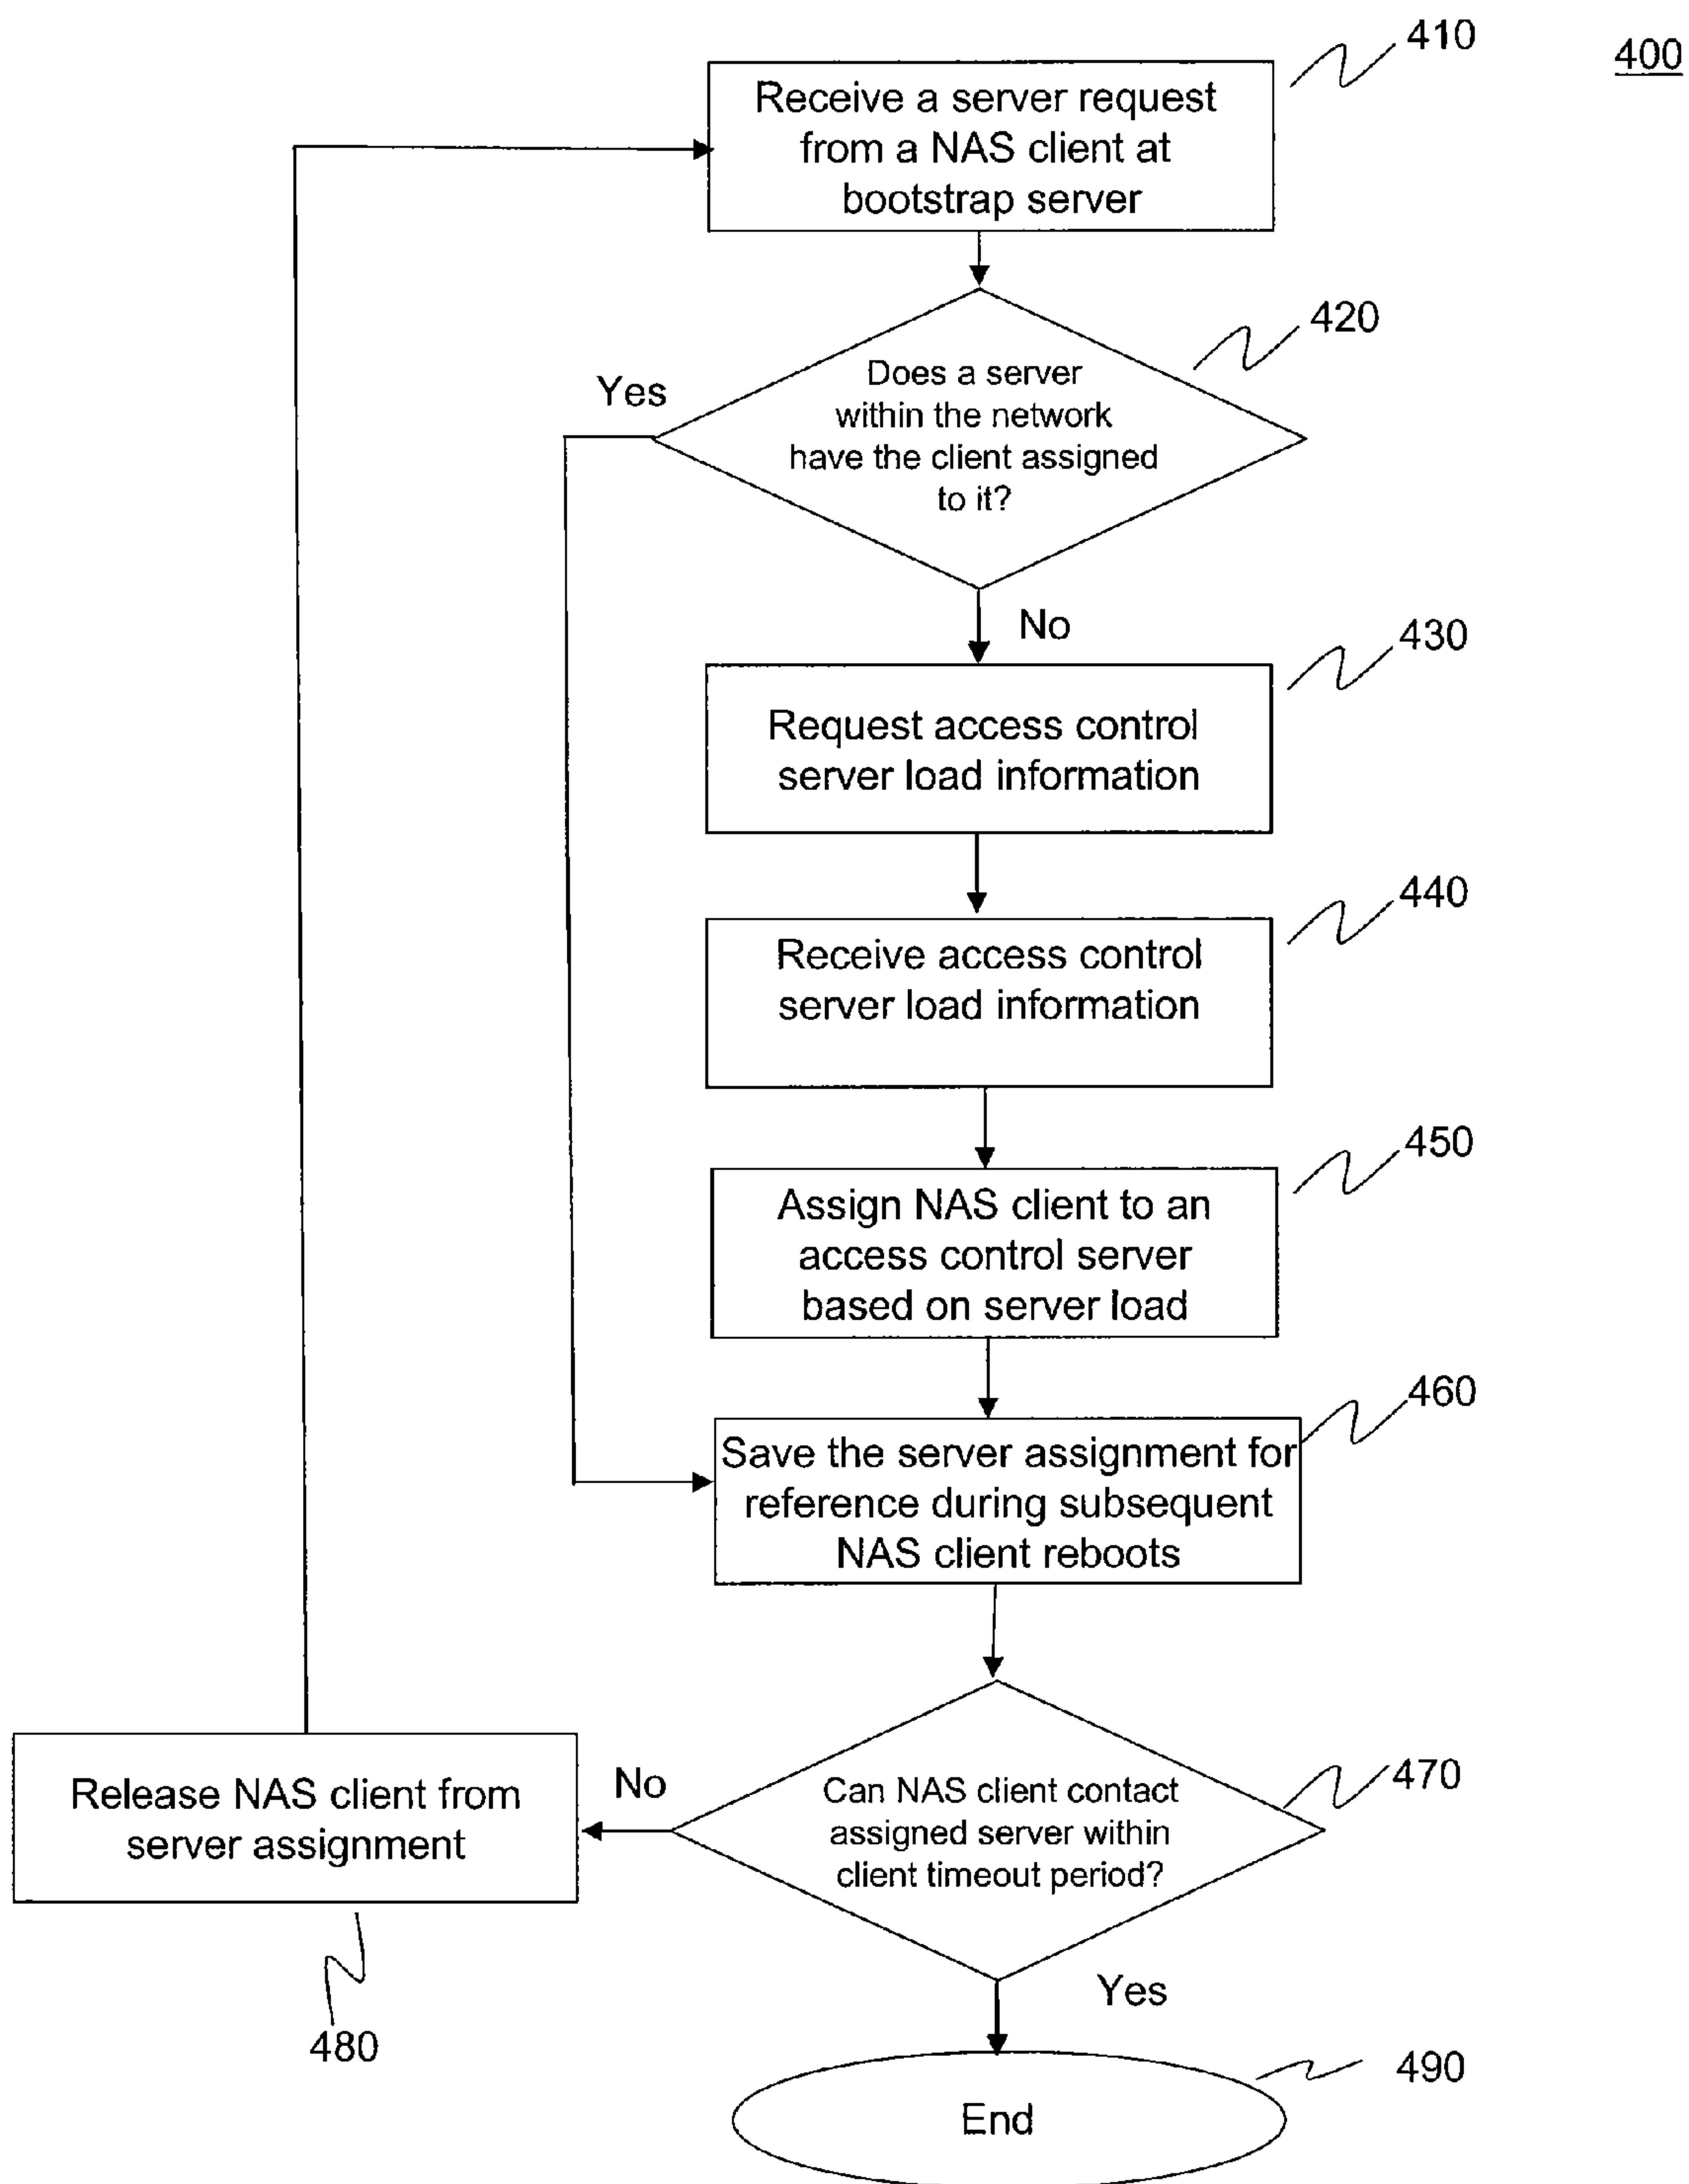 410
400
Receive a server request
from a NAS client at
bootstrap server
420
Does a server
within the network
have the client assigned
to it?
Yes
No
430
Request access control
server load information
440
Receive access control
server load information
450
Assign NAS client to an
access control server
based on server load
460
Save the server assignment for
reference during subsequent
NAS client reboots
470
Can NAS client contact
assigned server within
client timeout period?
No
Release NAS client from
server assignment
480
Yes
490
End